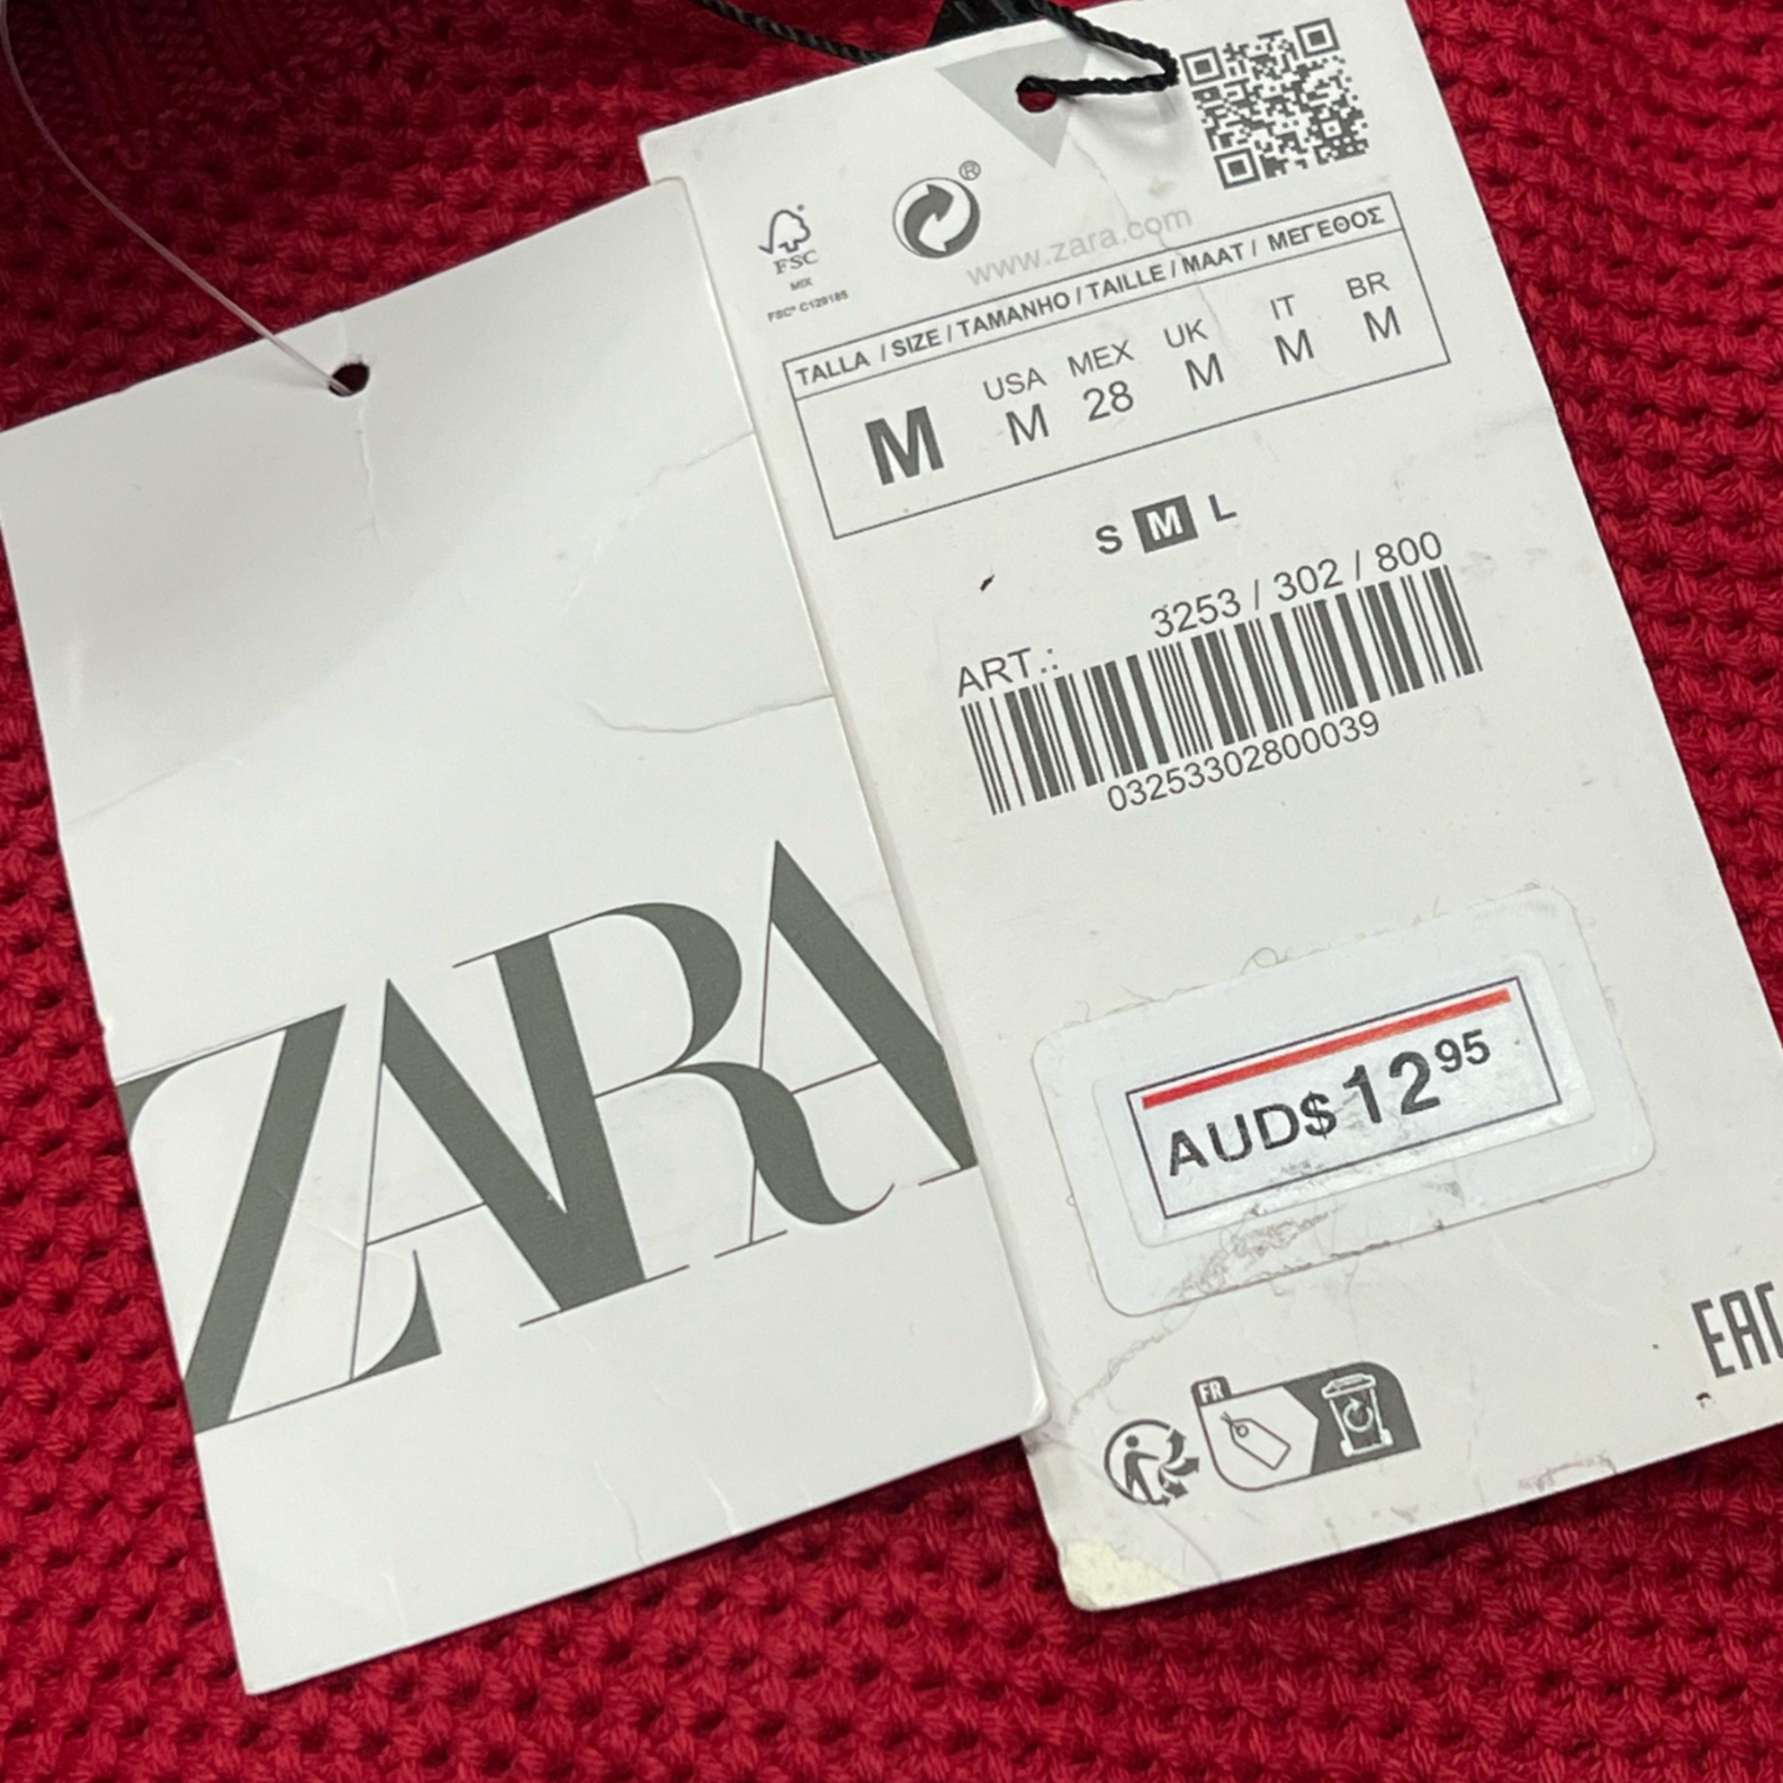 ZARA
FSC
MIX
FSC® C129185
®
www.zara.com
TALLA / SIZE / TAMANHO / TAILLE / MAAT / ΜΕΓΕΘΟΣ
M
USA MEX UK IT BR
M 28 M M M
S M L
ART.: 3253 / 302 / 800
03253302800039
AUD$ 12 95
EAC
FR